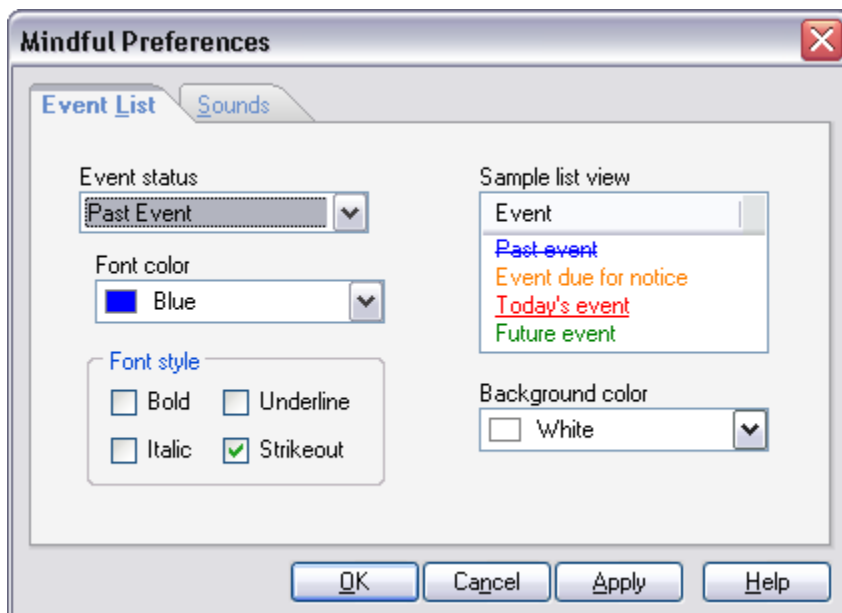 Mindful Preferences
Event List Sounds
Event status
Past Event
Font color
Blue
Font style
Bold Underline
Italic Strikeout
Sample list view
Event
Past event
Event due for notice
Today's event
Future event
Background color
White
OK Cancel Apply Help